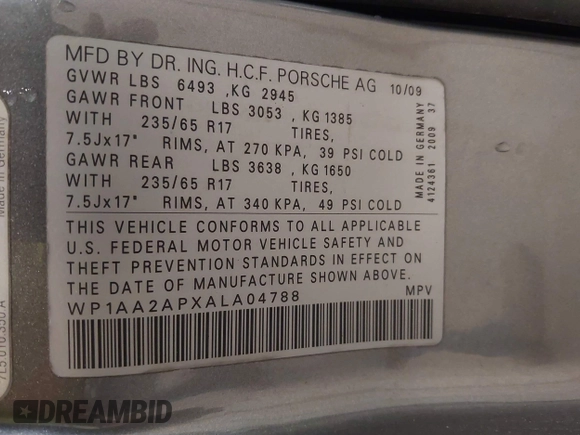 MFD BY DR. ING. H.C.F. PORSCHE AG 10/09
GVWR LBS 6493 , KG 2945
GAWR FRONT LBS 3053 , KG 1385
WITH 235/65 R17 TIRES,
7.5Jx17" RIMS, AT 270 KPA, 39 PSI COLD
GAWR REAR LBS 3638 , KG 1650
WITH 235/65 R17 TIRES,
7.5Jx17" RIMS, AT 340 KPA, 49 PSI COLD
THIS VEHICLE CONFORMS TO ALL APPLICABLE
U.S. FEDERAL MOTOR VEHICLE SAFETY AND
THEFT PREVENTION STANDARDS IN EFFECT ON
THE DATE OF MANUFACTURE SHOWN ABOVE.
WP1AA2APXALA04788 MPV
MADE IN GERMANY
4124361 2009 37
Made in Germany
DREAMBID